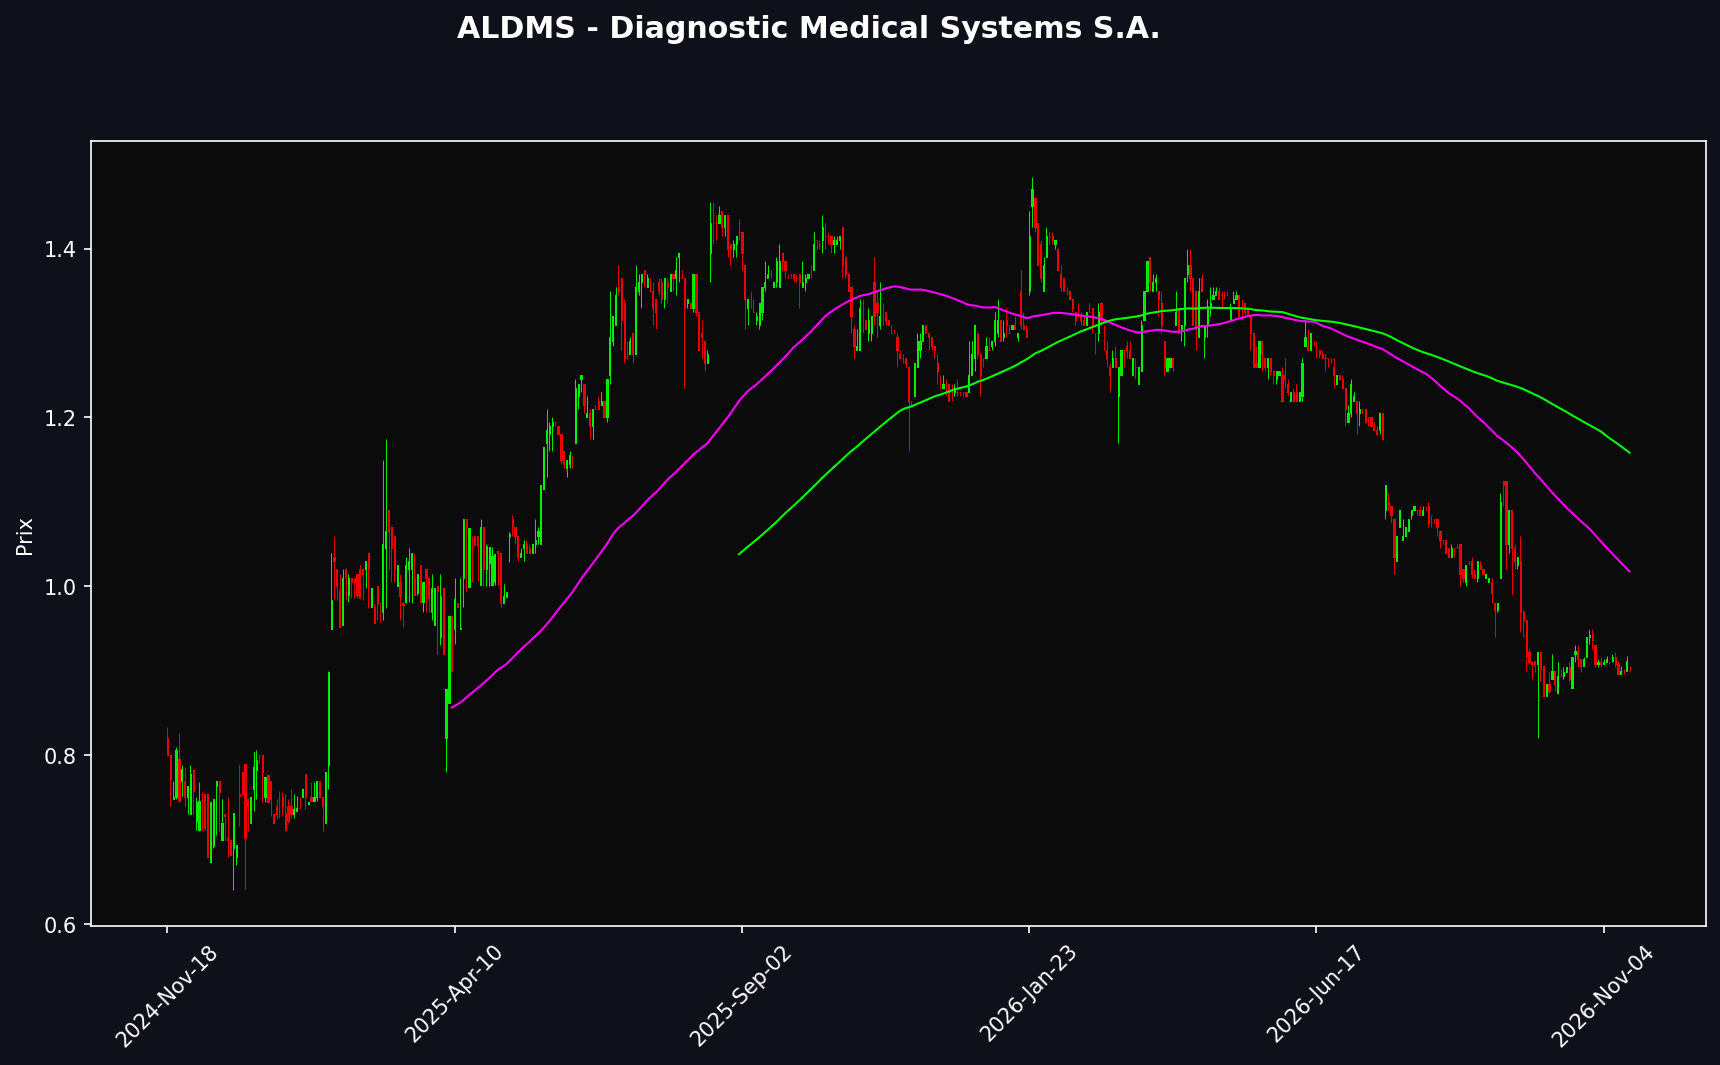 ALDMS - Diagnostic Medical Systems S.A.
Prix
1.4
1.2
1.0
0.8
0.6
2024-Nov-18
2025-Apr-10
2025-Sep-02
2026-Jan-23
2026-Jun-17
2026-Nov-04